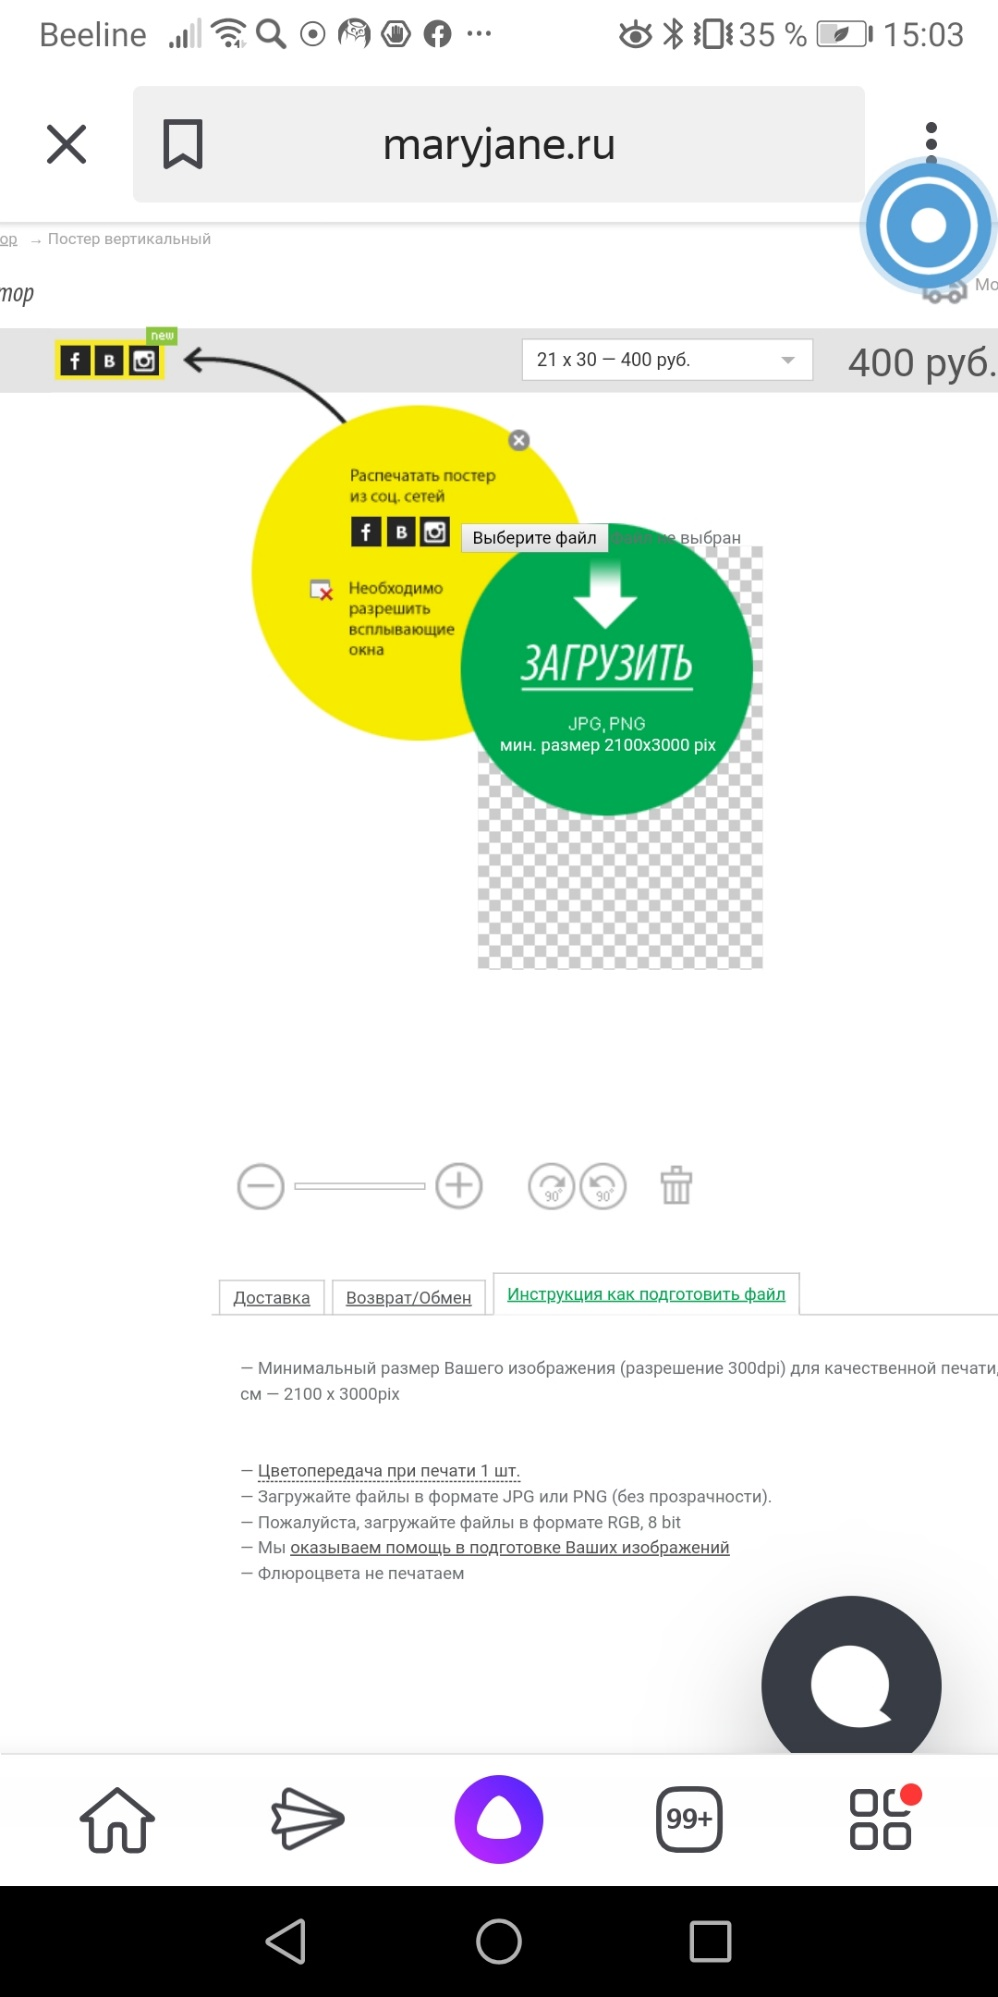 Beeline 35 % 15:03
maryjane.ru
ор → Постер вертикальный
тор
Мо
new
f B
21 x 30 — 400 руб.
400 руб.
Распечатать постер
из соц. сетей
f B
Выберите файл
не выбран
Необходимо
разрешить
всплывающие
окна
ЗАГРУЗИТЬ
JPG, PNG
мин. размер 2100x3000 pix
90°
90°
Доставка
Возврат/Обмен
Инструкция как подготовить файл
— Минимальный размер Вашего изображения (разрешение 300dpi) для качественной печати,
см — 2100 x 3000pix
— Цветопередача при печати 1 шт.
— Загружайте файлы в формате JPG или PNG (без прозрачности).
— Пожалуйста, загружайте файлы в формате RGB, 8 bit
— Мы оказываем помощь в подготовке Ваших изображений
— Флюроцвета не печатаем
99+